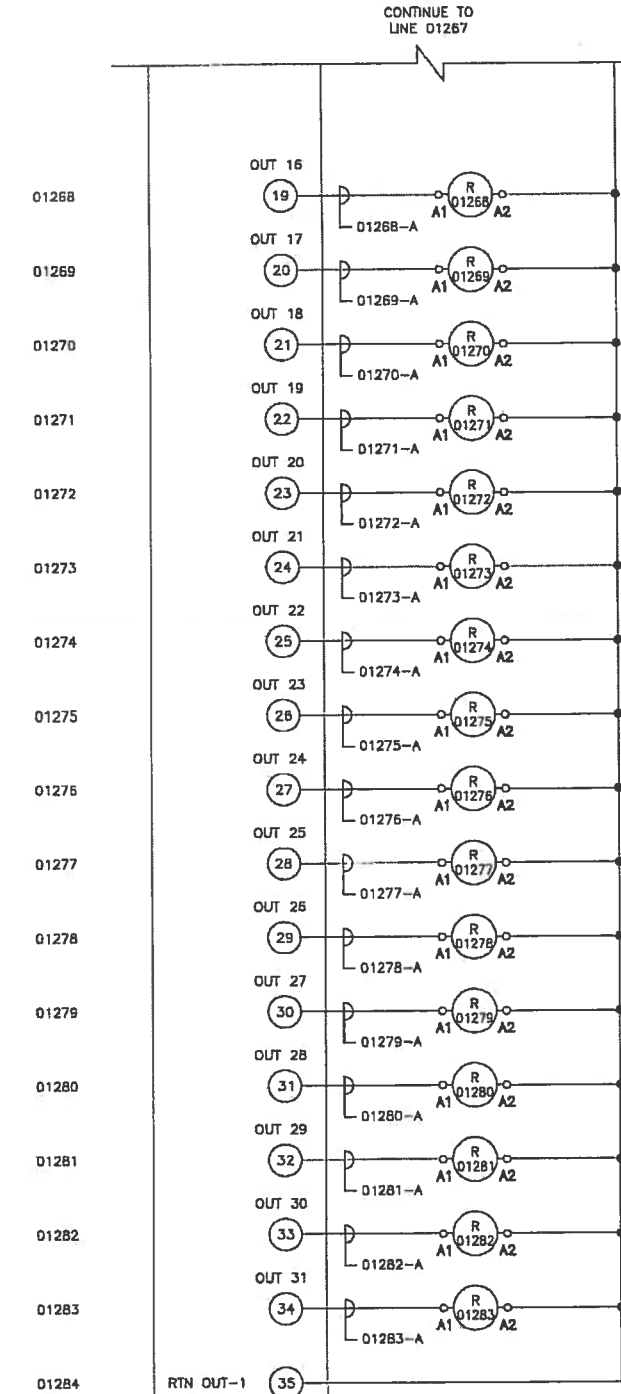 CONTINUE TO
LINE 01267
OUT 16
01268 19 R 01268
A1 A2
01268-A
OUT 17
01269 20 R 01269
A1 A2
01269-A
OUT 18
01270 21 R 01270
A1 A2
01270-A
OUT 19
01271 22 R 01271
A1 A2
01271-A
OUT 20
01272 23 R 01272
A1 A2
01272-A
OUT 21
01273 24 R 01273
A1 A2
01273-A
OUT 22
01274 25 R 01274
A1 A2
01274-A
OUT 23
01275 26 R 01275
A1 A2
01275-A
OUT 24
01276 27 R 01276
A1 A2
01276-A
OUT 25
01277 28 R 01277
A1 A2
01277-A
OUT 26
01278 29 R 01278
A1 A2
01278-A
OUT 27
01279 30 R 01279
A1 A2
01279-A
OUT 28
01280 31 R 01280
A1 A2
01280-A
OUT 29
01281 32 R 01281
A1 A2
01281-A
OUT 30
01282 33 R 01282
A1 A2
01282-A
OUT 31
01283 34 R 01283
A1 A2
01283-A
01284 RTN OUT-1 35